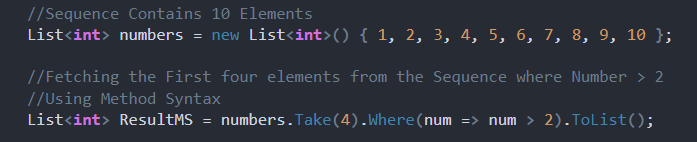 //Sequence Contains 10 Elements
List<int> numbers = new List<int>() { 1, 2, 3, 4, 5, 6, 7, 8, 9, 10 };
//Fetching the First four elements from the Sequence where Number > 2
//Using Method Syntax
List<int> ResultMS = numbers.Take(4).Where(num => num > 2).ToList();